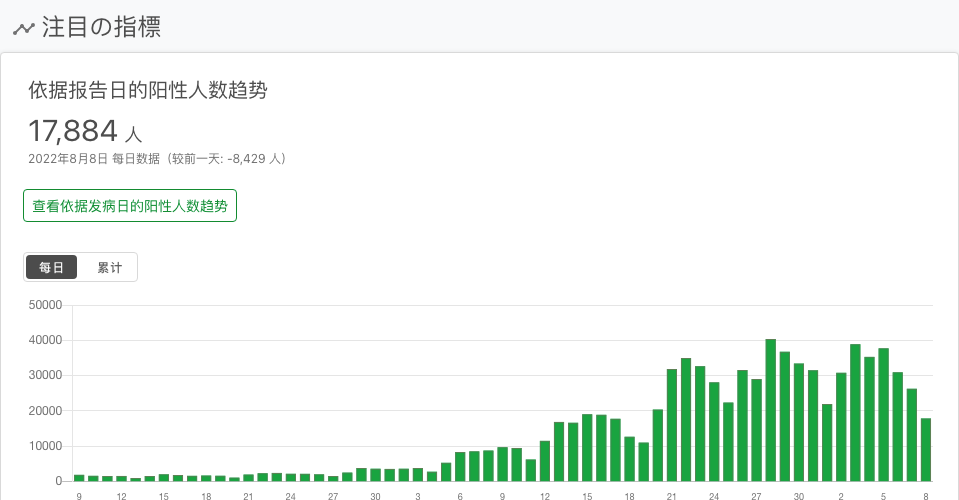 注目の指標
依据报告日的阳性人数趋势
17,884 人
2022年8月8日 每日数据（较前一天: -8,429 人）
查看依据发病日的阳性人数趋势
每日 累计
50000
40000
30000
20000
10000
0
9 12 15 18 21 24 27 30 3 6 9 12 15 18 21 24 27 30 2 5 8